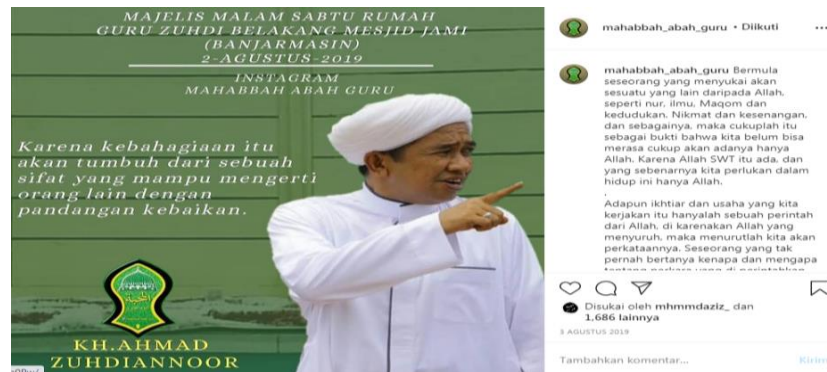 MAJELIS MALAM SABTU RUMAH
GURU ZUHDI BELAKANG MESJID JAMI
(BANJARMASIN)
2-AGUSTUS-2019
INSTAGRAM
MAHABBAH ABAH GURU
Karena kebahagiaan itu
akan tumbuh dari sebuah
sifat yang mampu mengerti
orang lain dengan
pandangan kebaikan.
KH.AHMAD
ZUHDIANNOOR
mahabbah_abah_guru • Diikuti
mahabbah_abah_guru Bermula
seseorang yang menyukai akan
sesuatu yang lain daripada Allah,
seperti nur, ilmu, Maqom dan
kedudukan, Nikmat dan kesenangan,
dan sebagainya, maka cukuplah itu
sebagai bukti bahwa kita belum bisa
merasa cukup akan adanya hanya
Allah. Karena Allah SWT itu ada, dan
yang sebenarnya kita perlukan dalam
hidup ini hanya Allah.
.
Adapun ikhtiar dan usaha yang kita
kerjakan itu hanyalah sebuah perintah
dari Allah, di karenakan Allah yang
menyuruh, maka menurutlah kita akan
perkataannya. Seseorang yang tak
pernah bertanya kenapa dan mengapa
tentang perkara yang di perintahkan
Disukai oleh mhmmdaziz_ dan
1,686 lainnya
3 AGUSTUS 2019
Tambahkan komentar...
Kirim